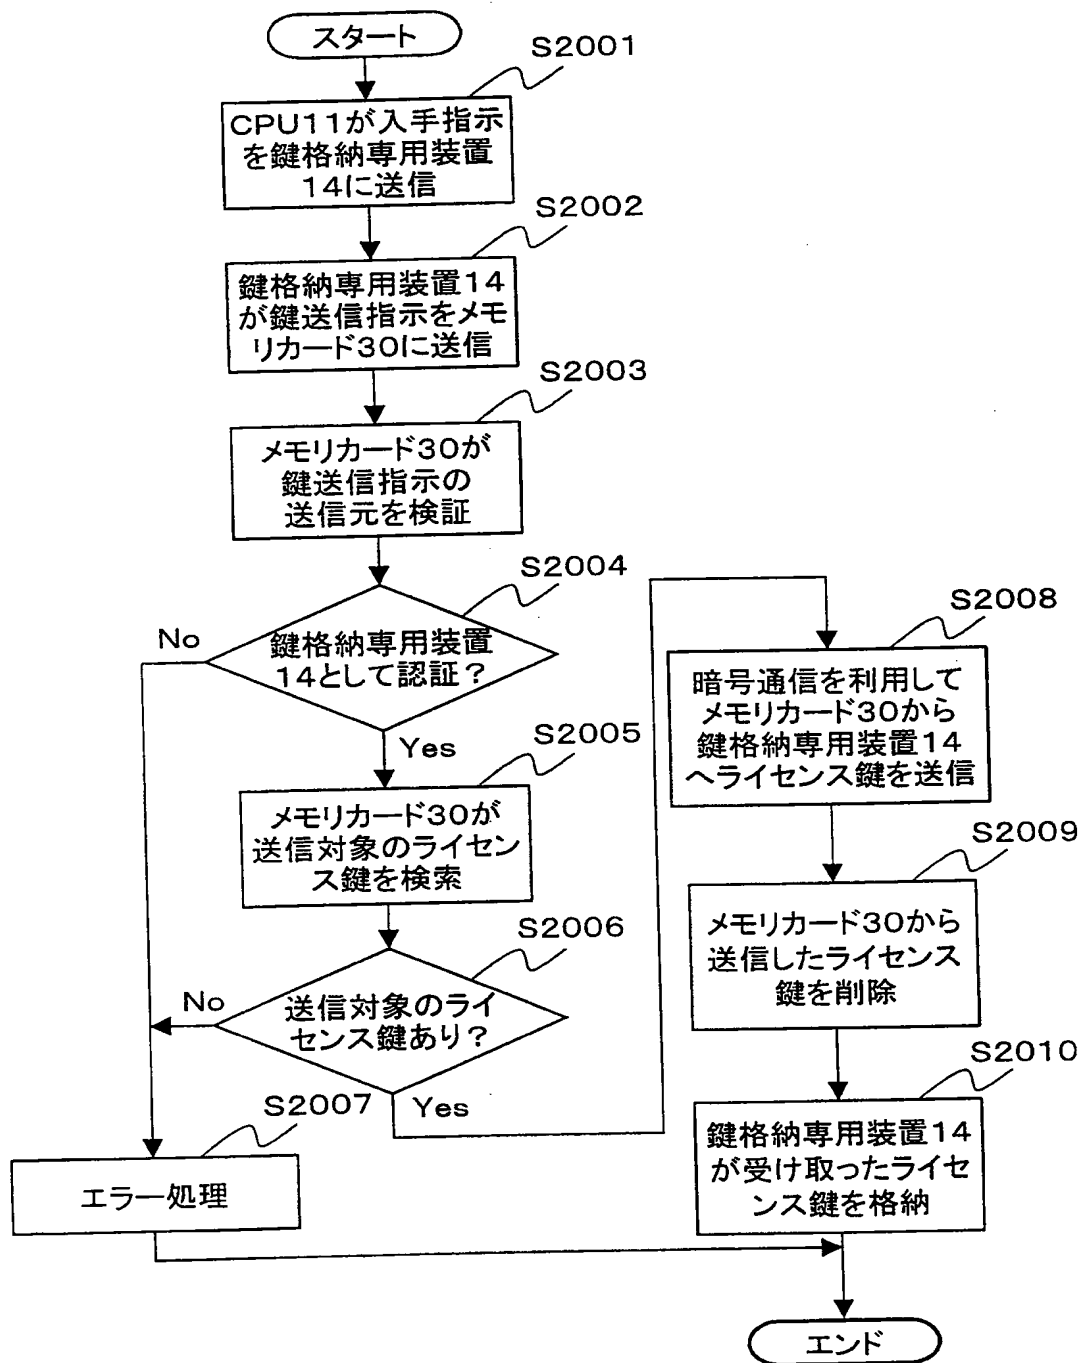 スタート
S2001
CPU11が入手指示
を鍵格納専用装置
14に送信
S2002
鍵格納専用装置14
が鍵送信指示をメモ
リカード30に送信
S2003
メモリカード30が
鍵送信指示の
送信元を検証
S2004
No
鍵格納専用装置
14として認証？
Yes
S2005
メモリカード30が
送信対象のライセン
ス鍵を検索
S2006
No
送信対象のライ
センス鍵あり？
Yes
S2007
エラー処理
S2008
暗号通信を利用して
メモリカード30から
鍵格納専用装置14
へライセンス鍵を送信
S2009
メモリカード30から
送信したライセンス
鍵を削除
S2010
鍵格納専用装置14
が受け取ったライセ
ンス鍵を格納
エンド